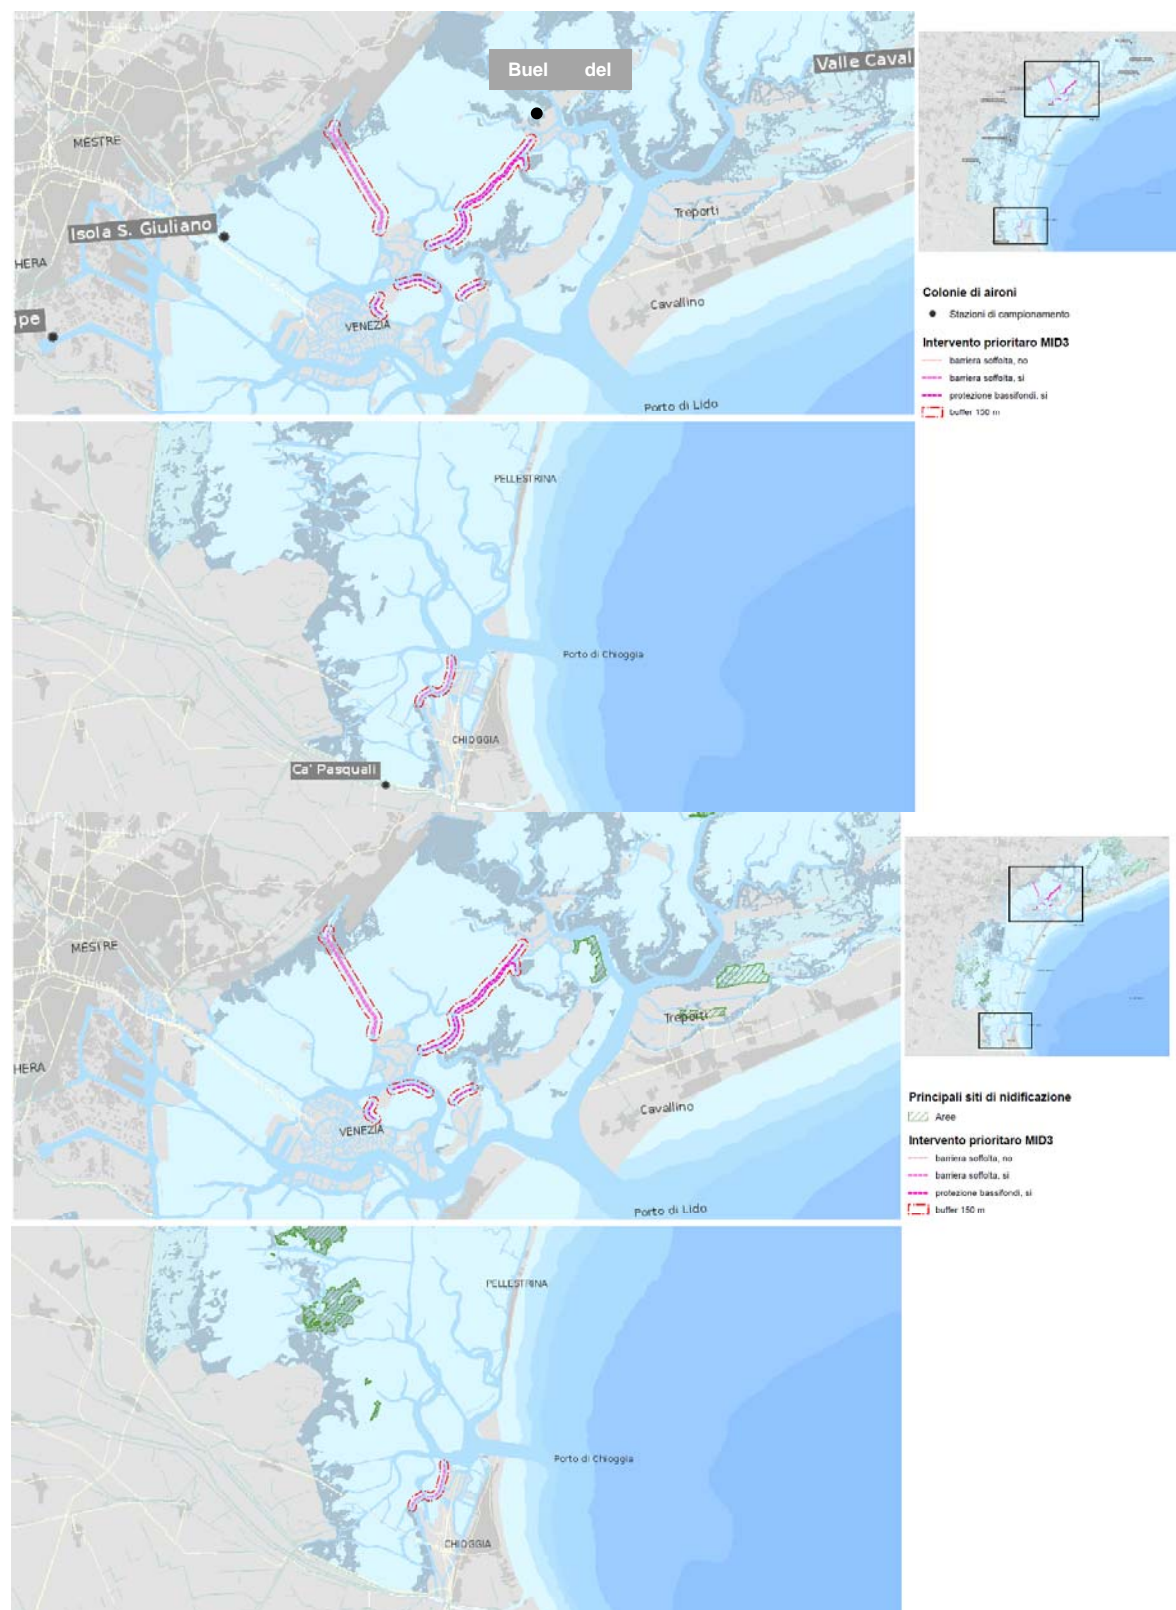 Buel del
Valle Caval
MESTRE
Isola S. Giuliano
HERA
ipe
Treporti
Cavallino
VENEZIA
Porto di Lido
Colonie di aironi
Stazioni di campionamento
Intervento prioritaro MID3
barriera soffolta, no
barriera soffolta, si
protezione bassifondi, si
buffer 150 m
PELLESTRINA
Porto di Chioggia
CHIOGGIA
Ca' Pasquali
MESTRE
HERA
Treporti
Cavallino
VENEZIA
Porto di Lido
Principali siti di nidificazione
Aree
Intervento prioritaro MID3
barriera soffolta, no
barriera soffolta, si
protezione bassifondi, si
buffer 150 m
PELLESTRINA
Porto di Chioggia
CHIOGGIA